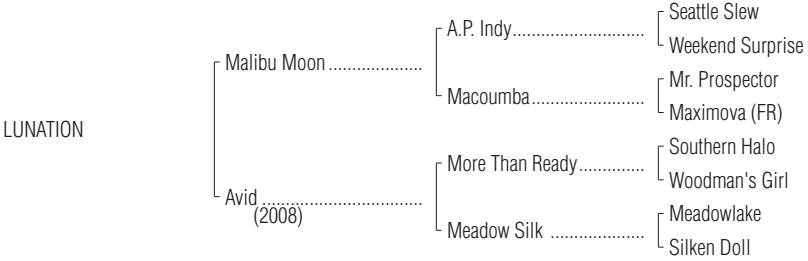 Seattle Slew
A.P. Indy............................
Weekend Surprise
Malibu Moon ....................
Mr. Prospector
Macoumba........................
Maximova (FR)
LUNATION
Southern Halo
More Than Ready..............
Woodman's Girl
Avid ..................................
(2008)
Meadowlake
Meadow Silk ....................
Silken Doll